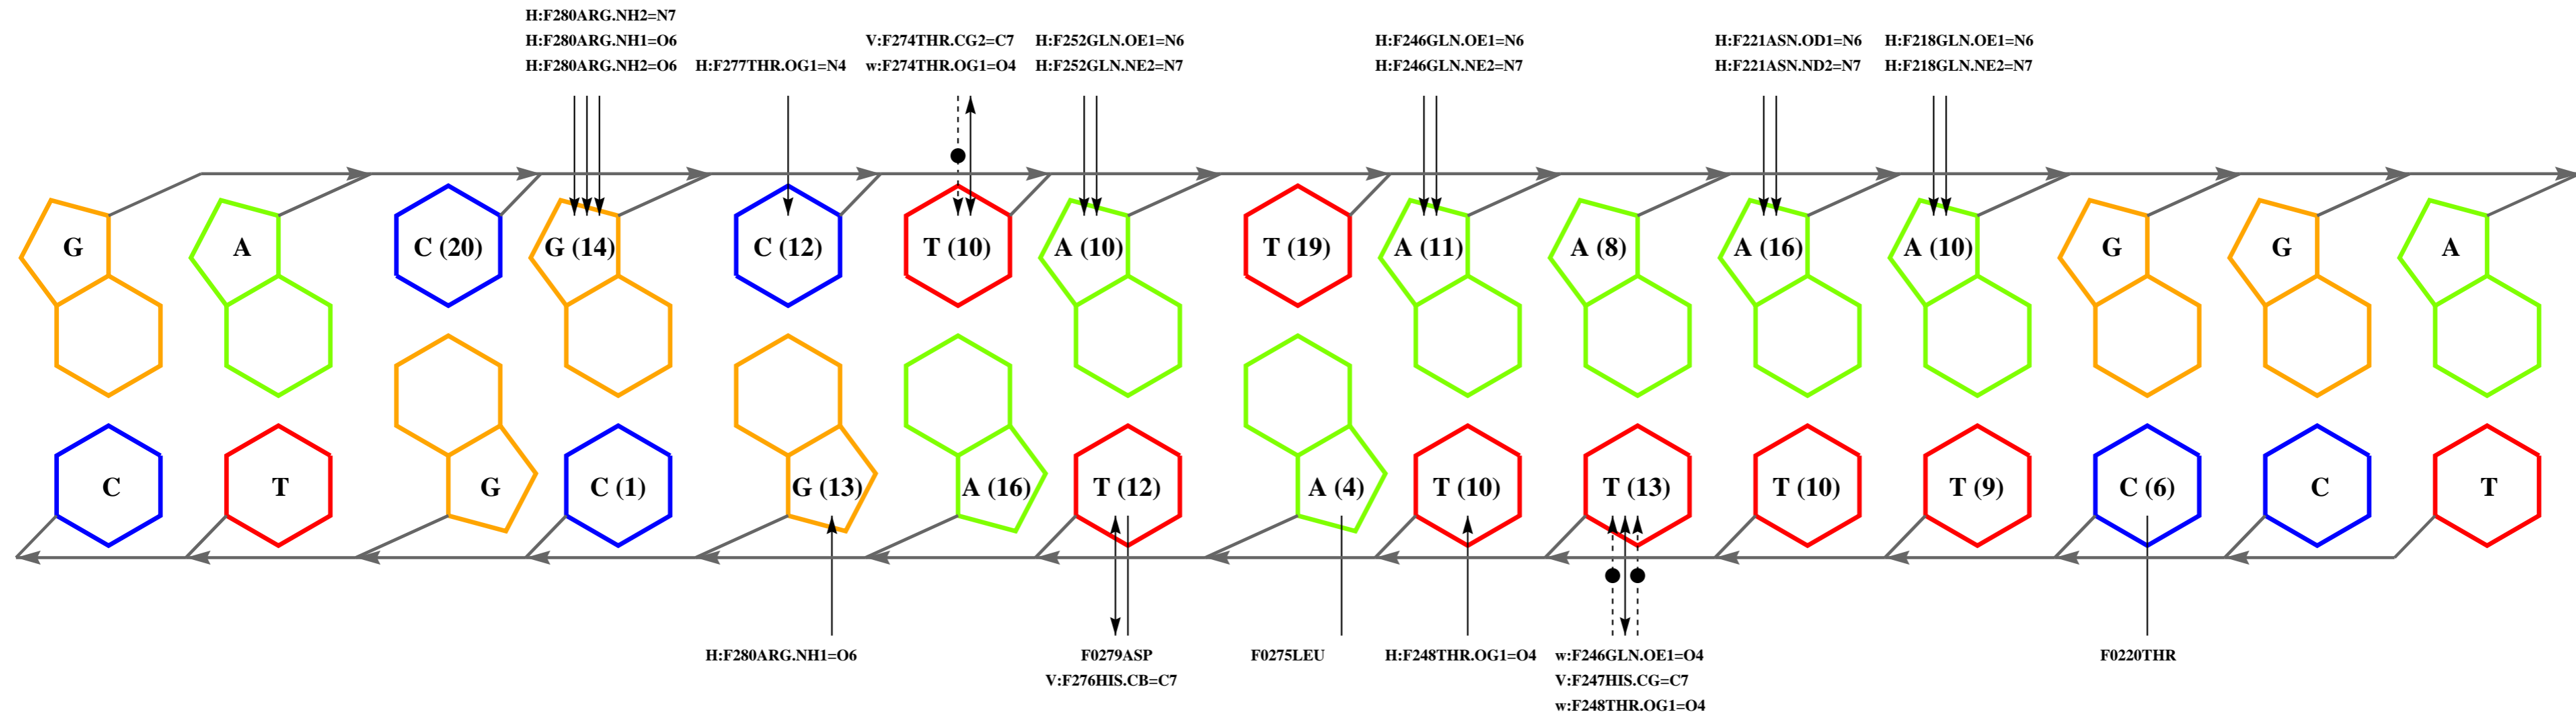 H:F280ARG.NH2=N7
H:F280ARG.NH1=O6 V:F274THR.CG2=C7 H:F252GLN.OE1=N6 H:F246GLN.OE1=N6 H:F221ASN.OD1=N6 H:F218GLN.OE1=N6
H:F280ARG.NH2=O6 H:F277THR.OG1=N4 w:F274THR.OG1=O4 H:F252GLN.NE2=N7 H:F246GLN.NE2=N7 H:F221ASN.ND2=N7 H:F218GLN.NE2=N7
G A C (20) G (14) C (12) T (10) A (10) T (19) A (11) A (8) A (16) A (10) G G A
C T G C (1) G (13) A (16) T (12) A (4) T (10) T (13) T (10) T (9) C (6) C T
H:F280ARG.NH1=O6 F0279ASP F0275LEU H:F248THR.OG1=O4 w:F246GLN.OE1=O4 F0220THR
V:F276HIS.CB=C7 V:F247HIS.CG=C7
w:F248THR.OG1=O4